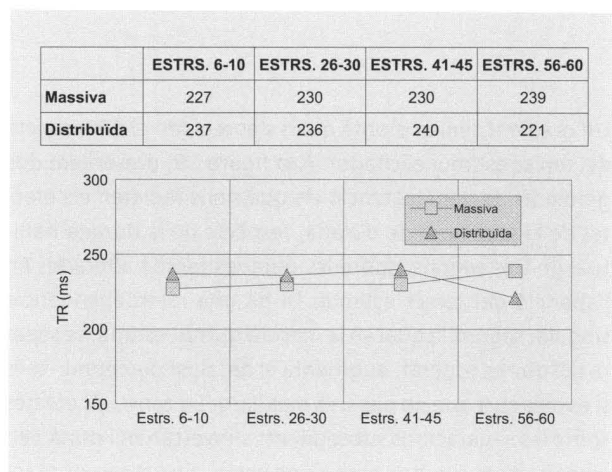 ESTRS. 6-10 ESTRS. 26-30 ESTRS. 41-45 ESTRS. 56-60
Massiva 227 230 230 239
Distribuïda 237 236 240 221
300
250
200
150
TR (ms)
Massiva
Distribuïda
Estrs. 6-10 Estrs. 26-30 Estrs. 41-45 Estrs. 56-60